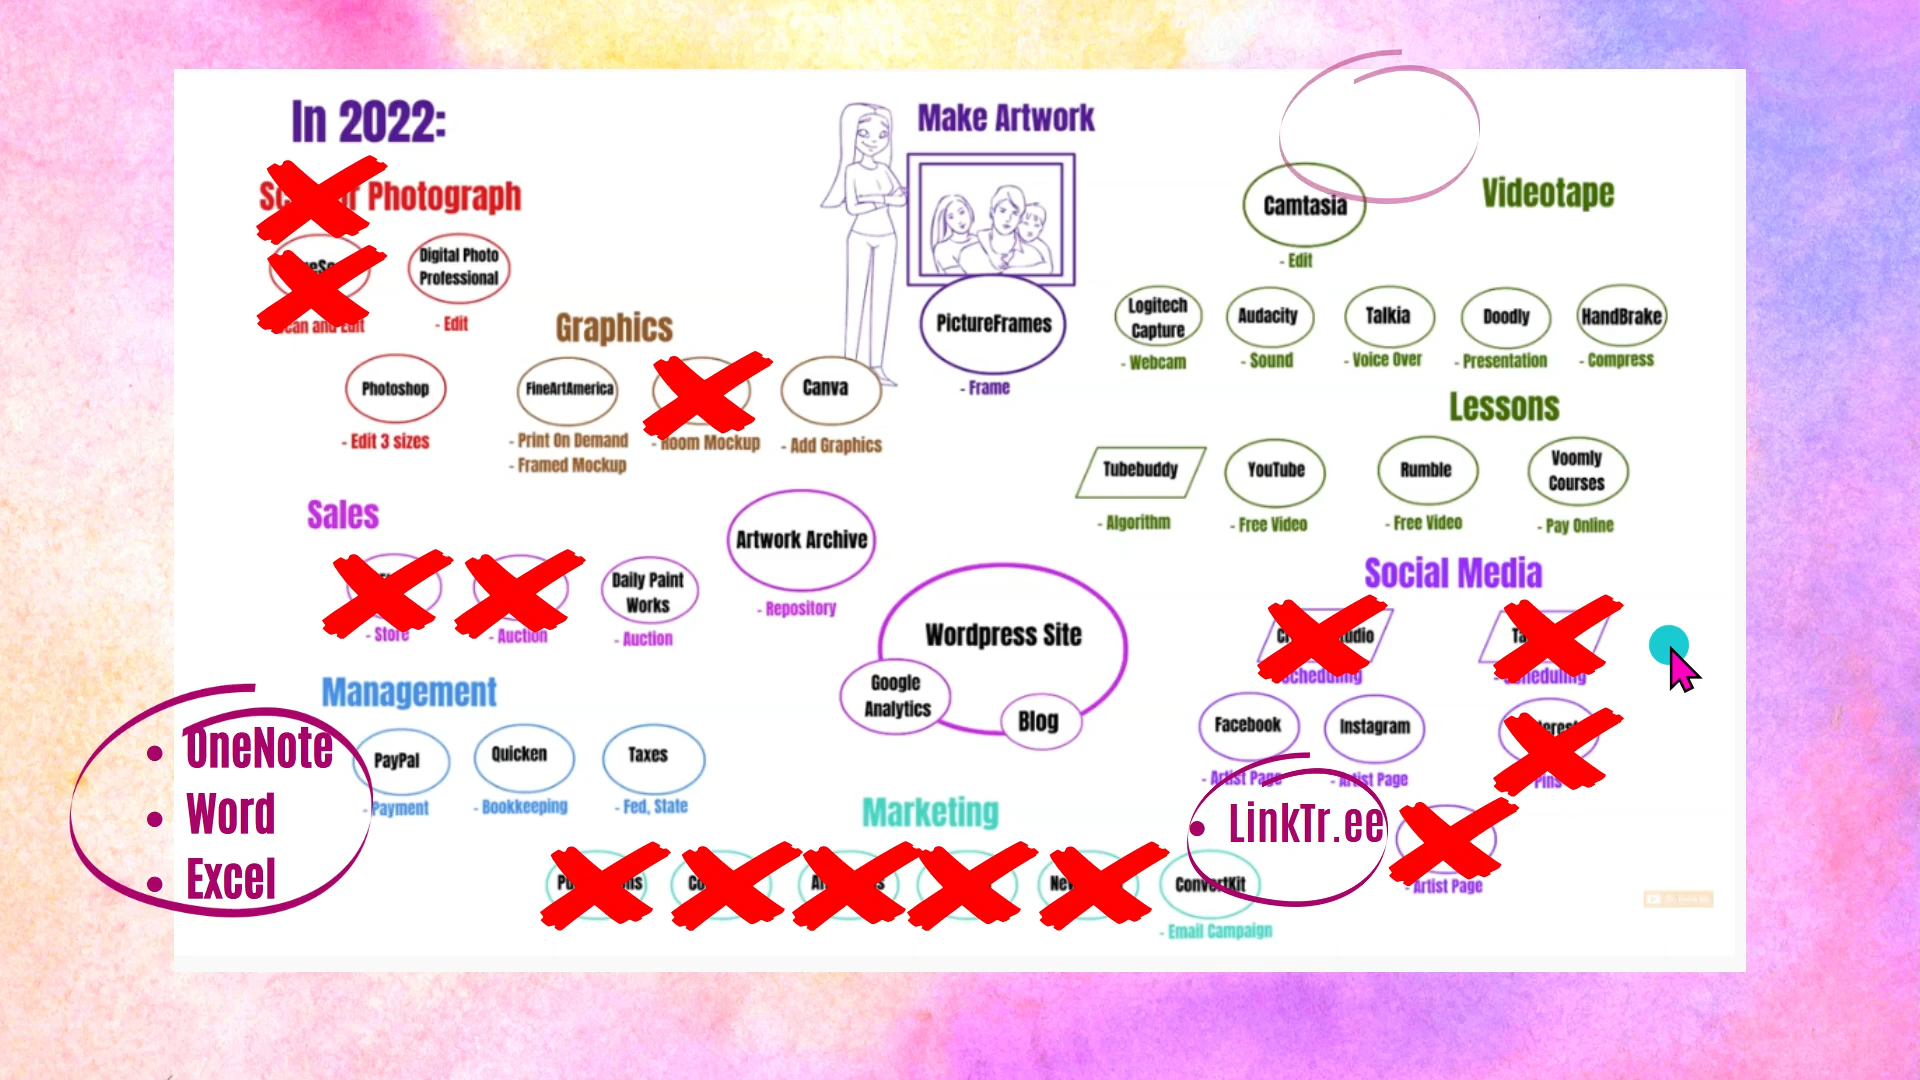 In 2022:
Photograph
Digital Photo
Professional
- Edit
Photoshop
- Edit 3 sizes
Graphics
FineArtAmerica
- Print On Demand
- Framed Mockup
- Room Mockup
Canva
- Add Graphics
Make Artwork
PictureFrames
- Frame
Videotape
Camtasia
- Edit
Logitech
Capture
- Webcam
Audacity
- Sound
Talkia
- Voice Over
Doodly
- Presentation
HandBrake
- Compress
Lessons
Tubebuddy
- Algorithm
YouTube
- Free Video
Rumble
- Free Video
Voomly
Courses
- Pay Online
Sales
- Store
- Auction
Daily Paint
Works
- Auction
Artwork Archive
- Repository
Wordpress Site
Google
Analytics
Blog
Social Media
Scheduling
- Scheduling
Facebook
- Artist Page
Instagram
- Artist Page
Pins
• LinkTr.ee
- Artist Page
Management
PayPal
- Payment
Quicken
- Bookkeeping
Taxes
- Fed, State
• OneNote
• Word
• Excel
Marketing
ConvertKit
- Email Campaign